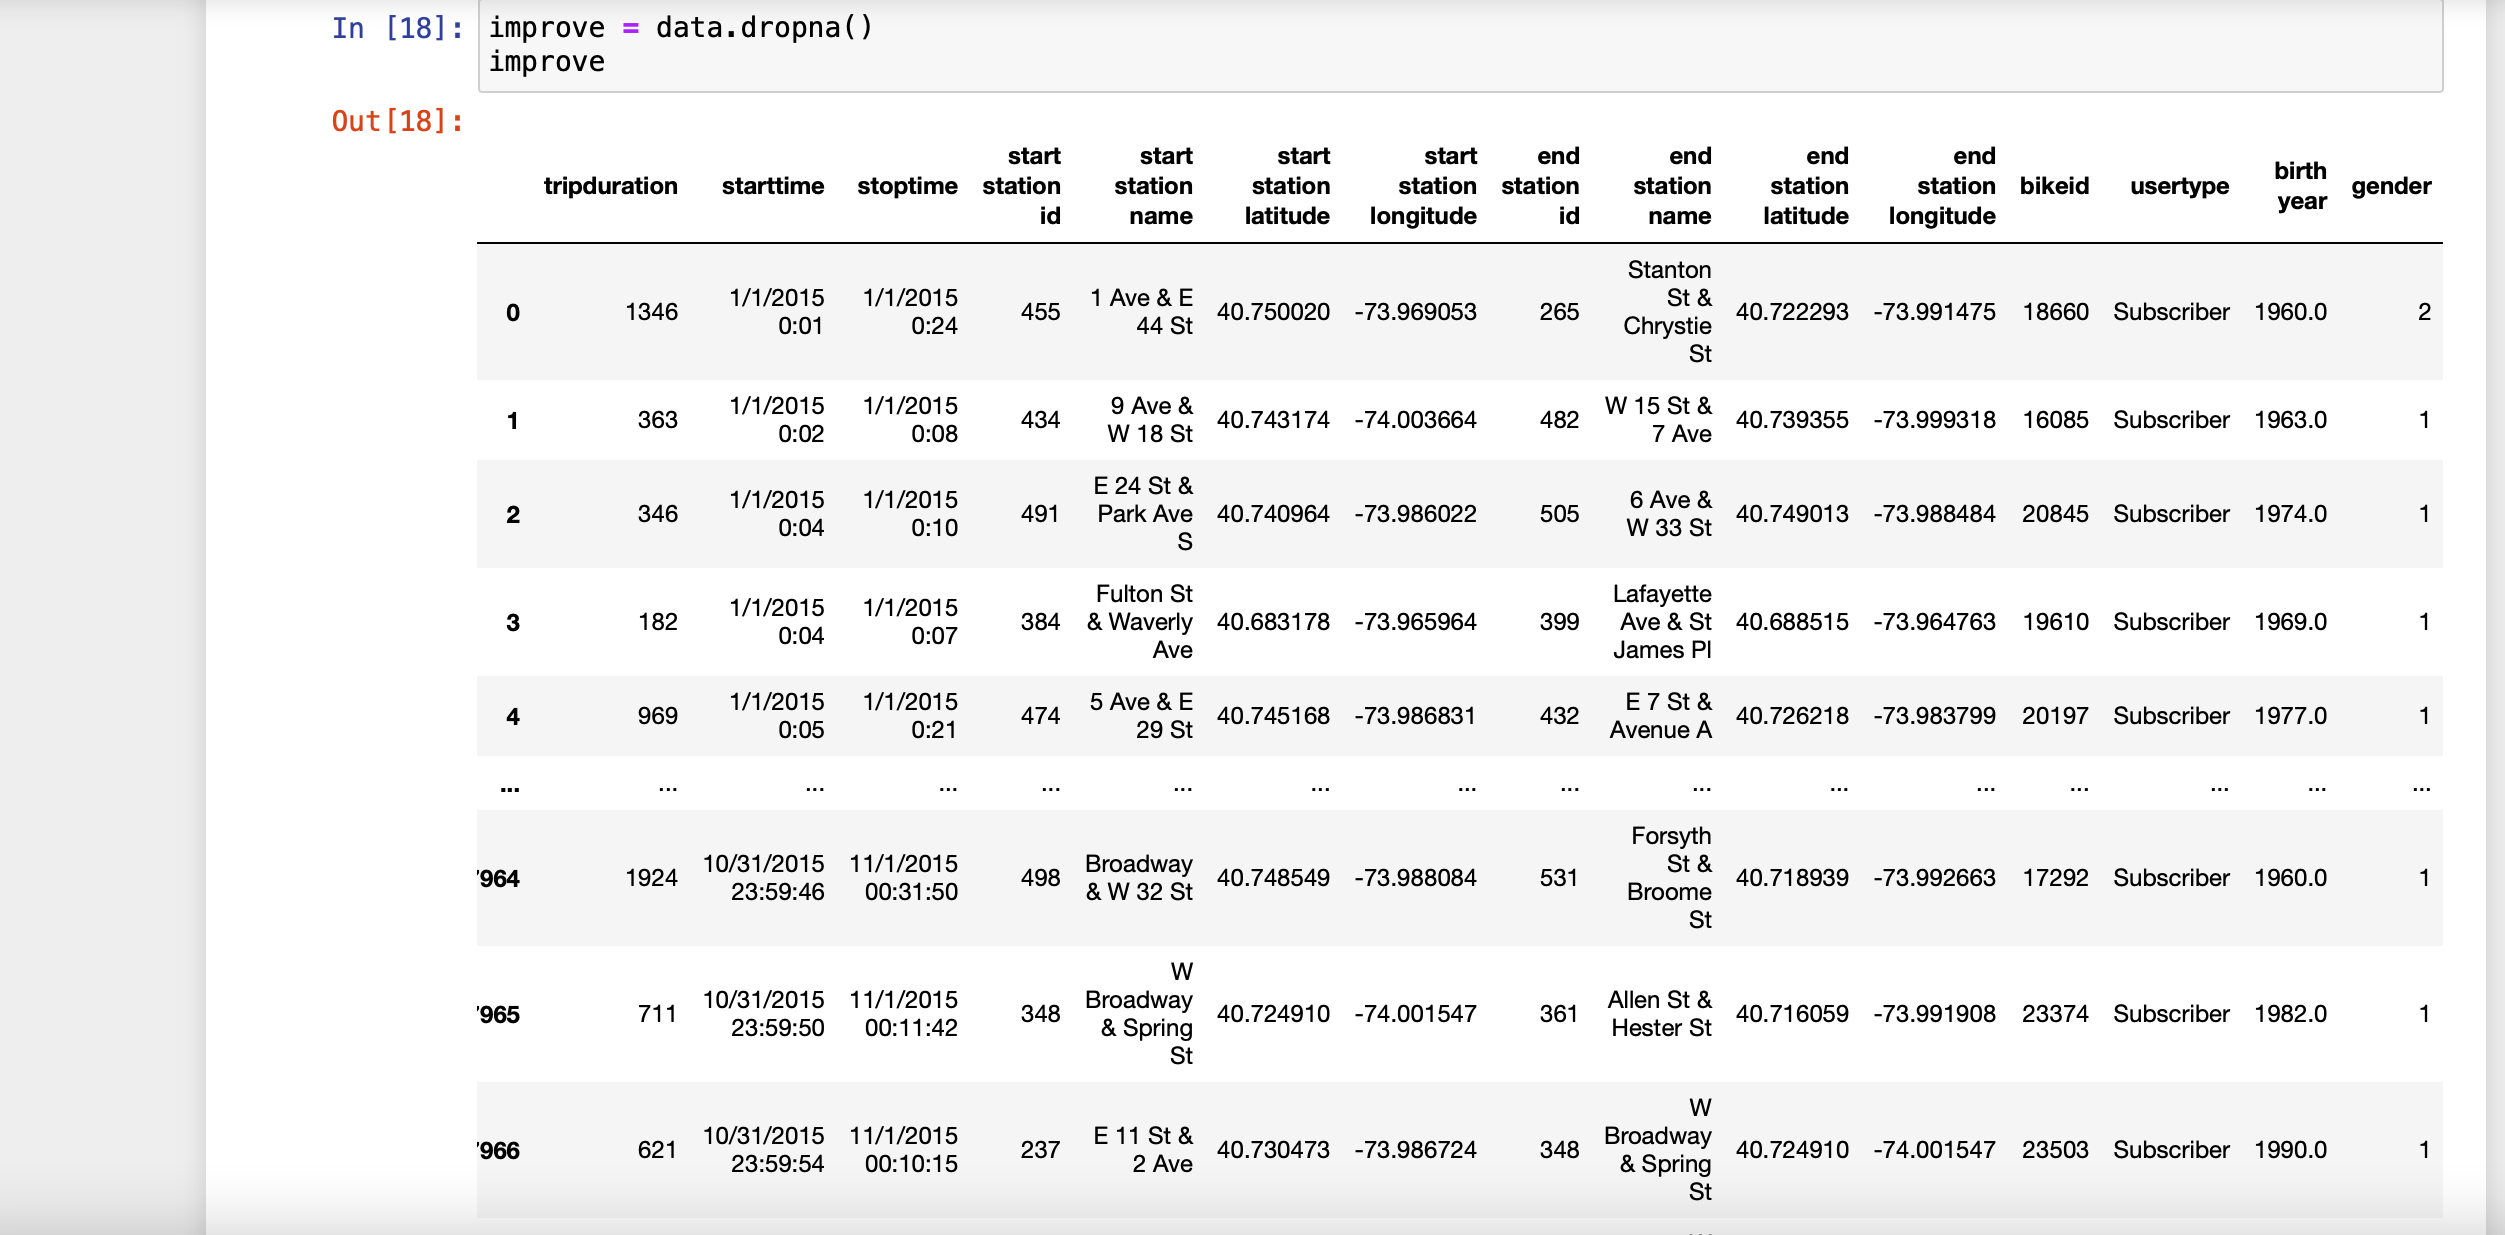 In [18]: improve = data.dropna()
improve
Out[18]:
tripduration starttime stoptime start station id start station name start station latitude start station longitude end station id end station name end station latitude end station longitude bikeid usertype birth year gender
0 1346 1/1/2015 0:01 1/1/2015 0:24 455 1 Ave & E 44 St 40.750020 -73.969053 265 Stanton St & Chrystie St 40.722293 -73.991475 18660 Subscriber 1960.0 2
1 363 1/1/2015 0:02 1/1/2015 0:08 434 9 Ave & W 18 St 40.743174 -74.003664 482 W 15 St & 7 Ave 40.739355 -73.999318 16085 Subscriber 1963.0 1
2 346 1/1/2015 0:04 1/1/2015 0:10 491 E 24 St & Park Ave S 40.740964 -73.986022 505 6 Ave & W 33 St 40.749013 -73.988484 20845 Subscriber 1974.0 1
3 182 1/1/2015 0:04 1/1/2015 0:07 384 Fulton St & Waverly Ave 40.683178 -73.965964 399 Lafayette Ave & St James Pl 40.688515 -73.964763 19610 Subscriber 1969.0 1
4 969 1/1/2015 0:05 1/1/2015 0:21 474 5 Ave & E 29 St 40.745168 -73.986831 432 E 7 St & Avenue A 40.726218 -73.983799 20197 Subscriber 1977.0 1
... ... ... ... ... ... ... ... ... ... ... ... ... ... ... ...
964 1924 10/31/2015 23:59:46 11/1/2015 00:31:50 498 Broadway & W 32 St 40.748549 -73.988084 531 Forsyth St & Broome St 40.718939 -73.992663 17292 Subscriber 1960.0 1
965 711 10/31/2015 23:59:50 11/1/2015 00:11:42 348 W Broadway & Spring St 40.724910 -74.001547 361 Allen St & Hester St 40.716059 -73.991908 23374 Subscriber 1982.0 1
966 621 10/31/2015 23:59:54 11/1/2015 00:10:15 237 E 11 St & 2 Ave 40.730473 -73.986724 348 W Broadway & Spring St 40.724910 -74.001547 23503 Subscriber 1990.0 1